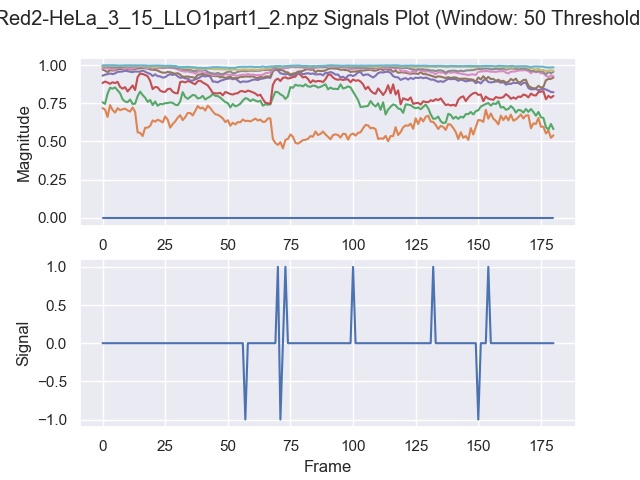 Red2-HeLa_3_15_LLO1part1_2.npz Signals Plot (Window: 50 Threshold
1.00
0.75
0.50
0.25
0.00
Magnitude
0 25 50 75 100 125 150 175
1.0
0.5
0.0
−0.5
−1.0
Signal
0 25 50 75 100 125 150 175
Frame